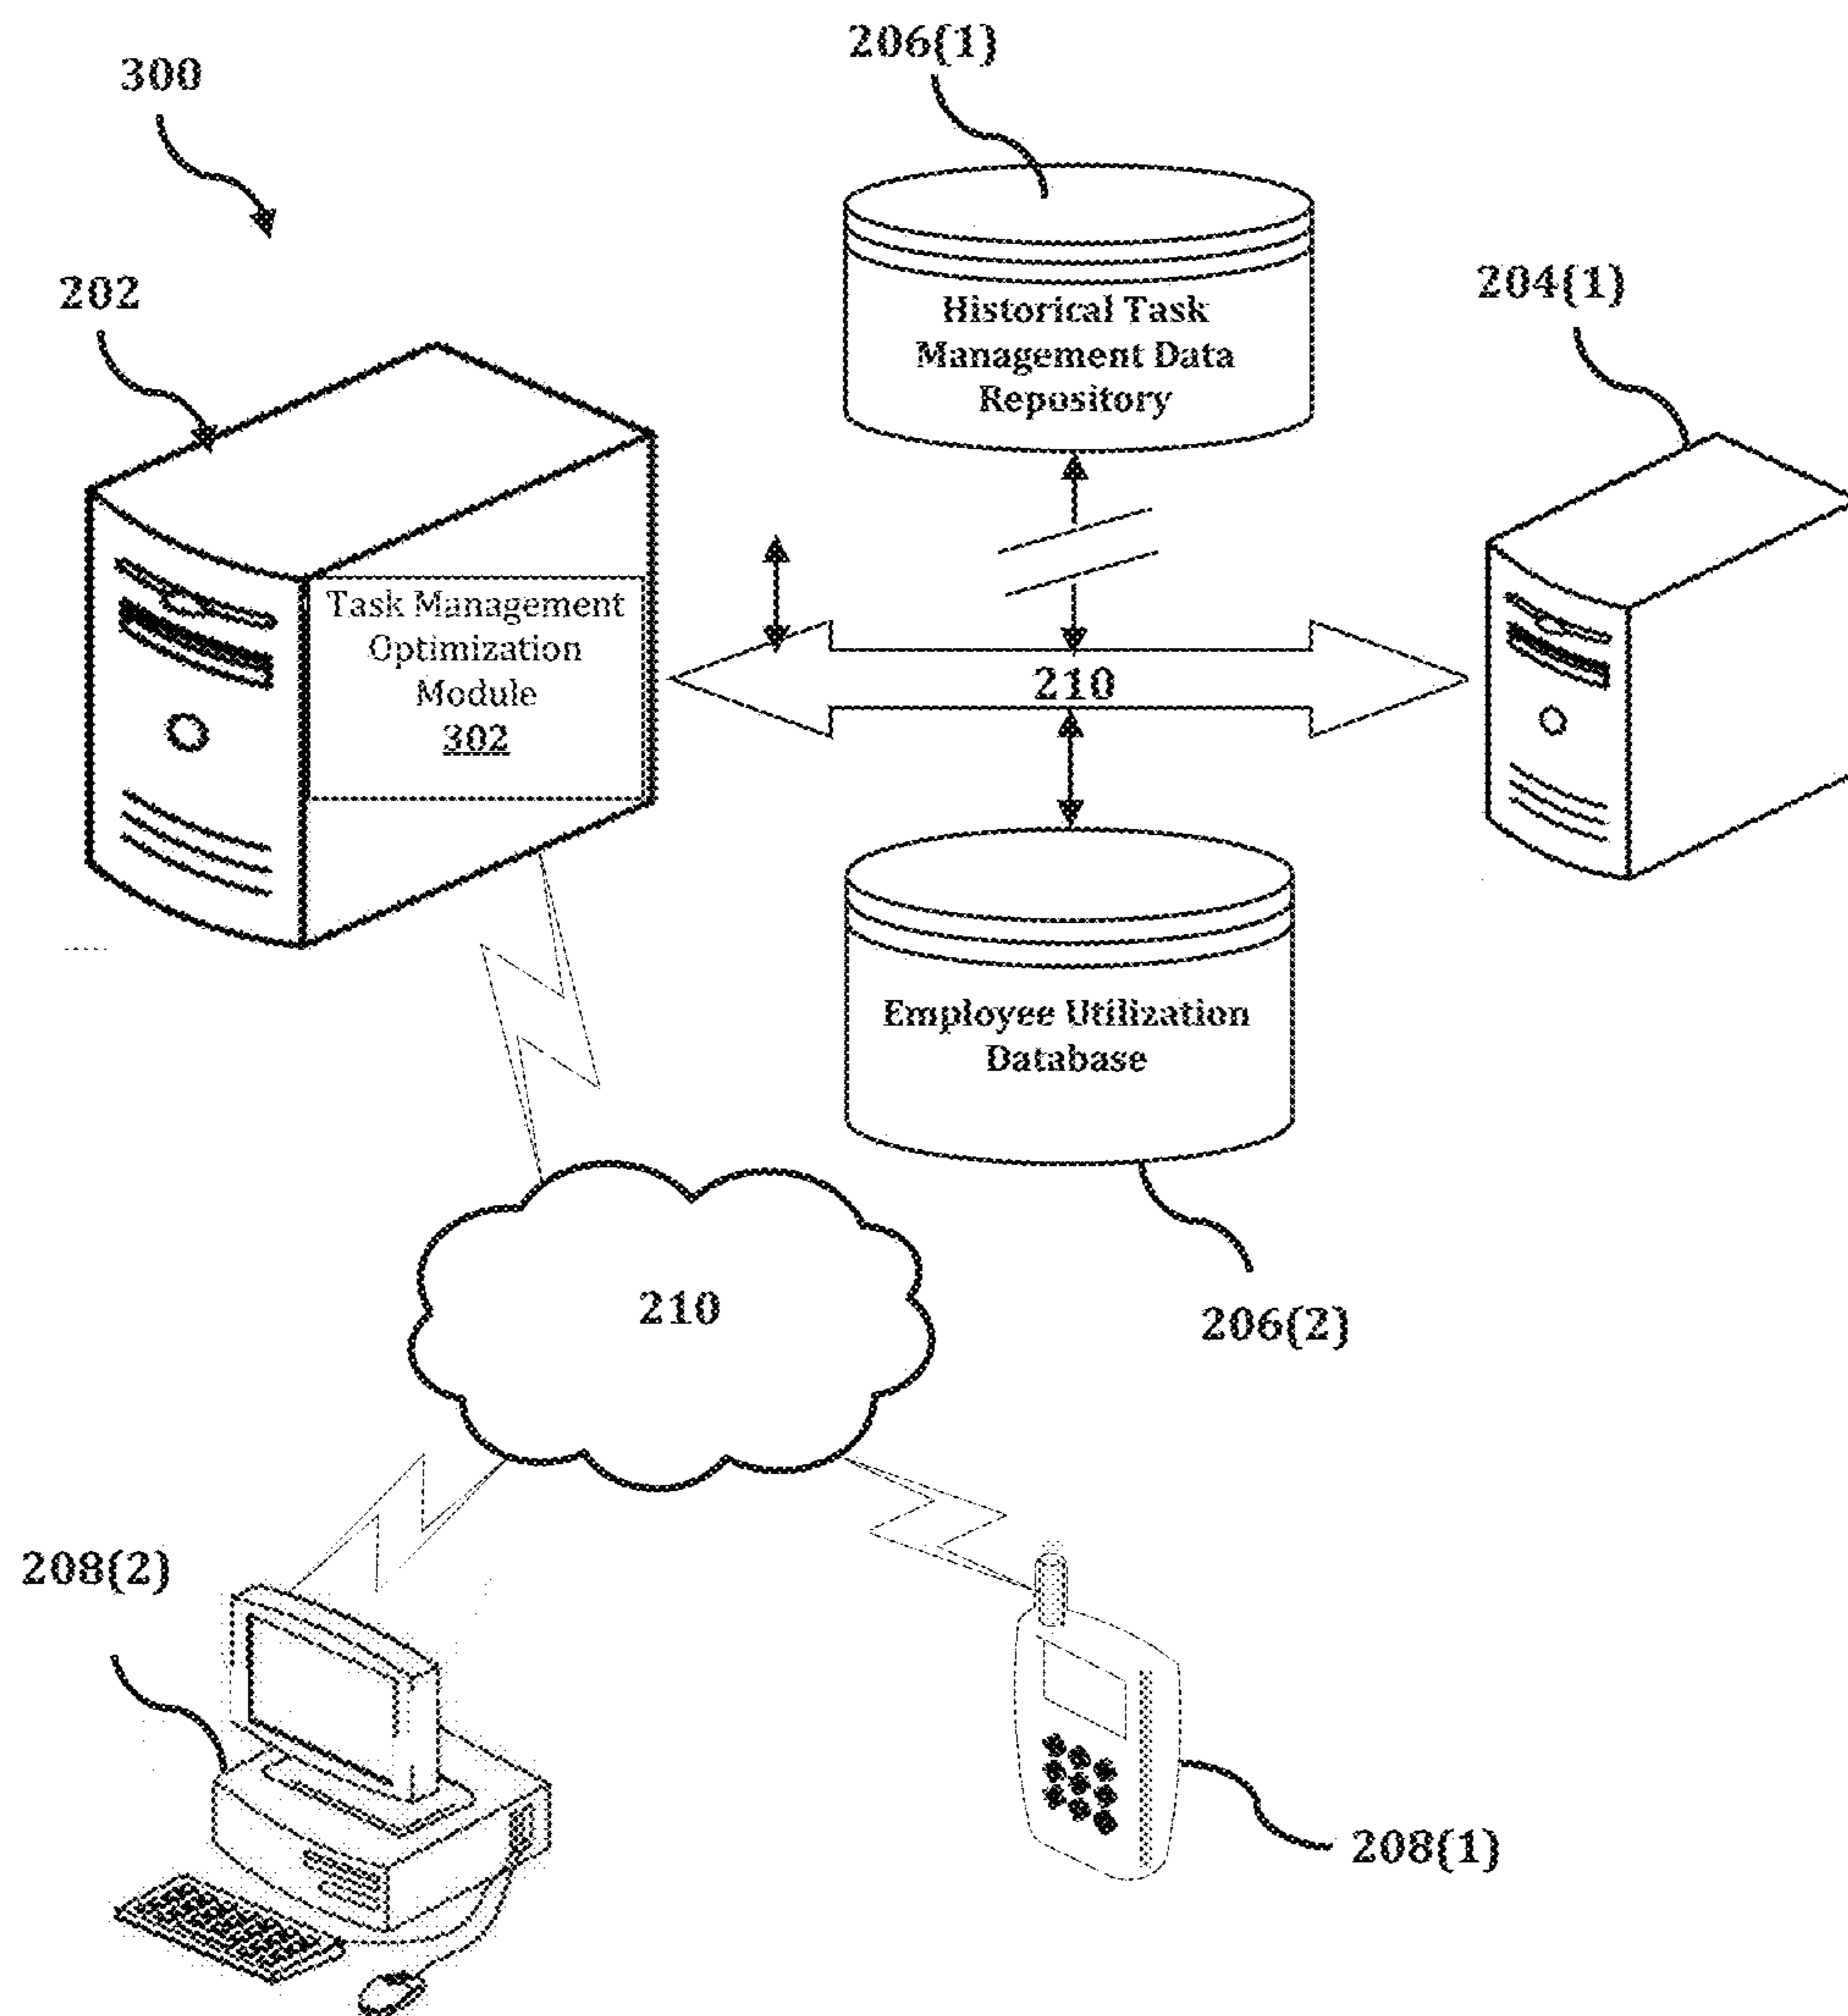 206(1)
300
202
204(1)
Historical Task
Management Data
Repository
Task Management
Optimization
Module
302
210
Employee Utilization
Database
206(2)
210
208(2)
208(1)